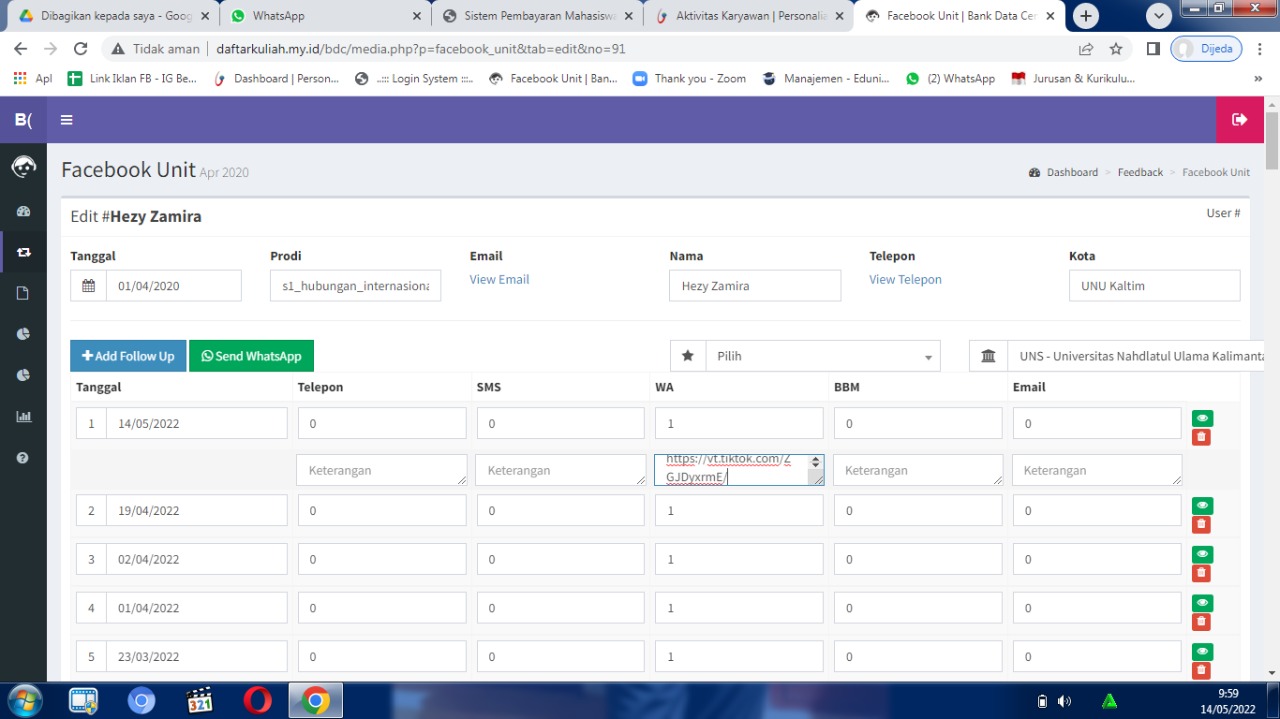 Dibagikan kepada saya - Goog
WhatsApp
Sistem Pembayaran Mahasiswa
Aktivitas Karyawan | Personalia
Facebook Unit | Bank Data Cen
Tidak aman | daftarkuliah.my.id/bdc/media.php?p=facebook_unit&tab=edit&no=91
Dijeda
Apl
Link Iklan FB - IG Be...
Dashboard | Person...
..::: Login System :::..
Facebook Unit | Ban...
Thank you - Zoom
Manajemen - Eduni...
(2) WhatsApp
Jurusan & Kurikulu...
»
B(
Facebook Unit Apr 2020
Dashboard > Feedback > Facebook Unit
Edit #Hezy Zamira
User #
Tanggal Prodi Email Nama Telepon Kota
01/04/2020 s1_hubungan_internasiona View Email Hezy Zamira View Telepon UNU Kaltim
Add Follow Up Send WhatsApp Pilih UNS - Universitas Nahdlatul Ulama Kalimanta
Tanggal Telepon SMS WA BBM Email
1 14/05/2022 0 0 1 0 0
Keterangan Keterangan https://vt.tiktok.com/Z Keterangan Keterangan
GJDyxrmE/
2 19/04/2022 0 0 1 0 0
3 02/04/2022 0 0 1 0 0
4 01/04/2022 0 0 1 0 0
5 23/03/2022 0 0 1 0 0
321
9:59
14/05/2022